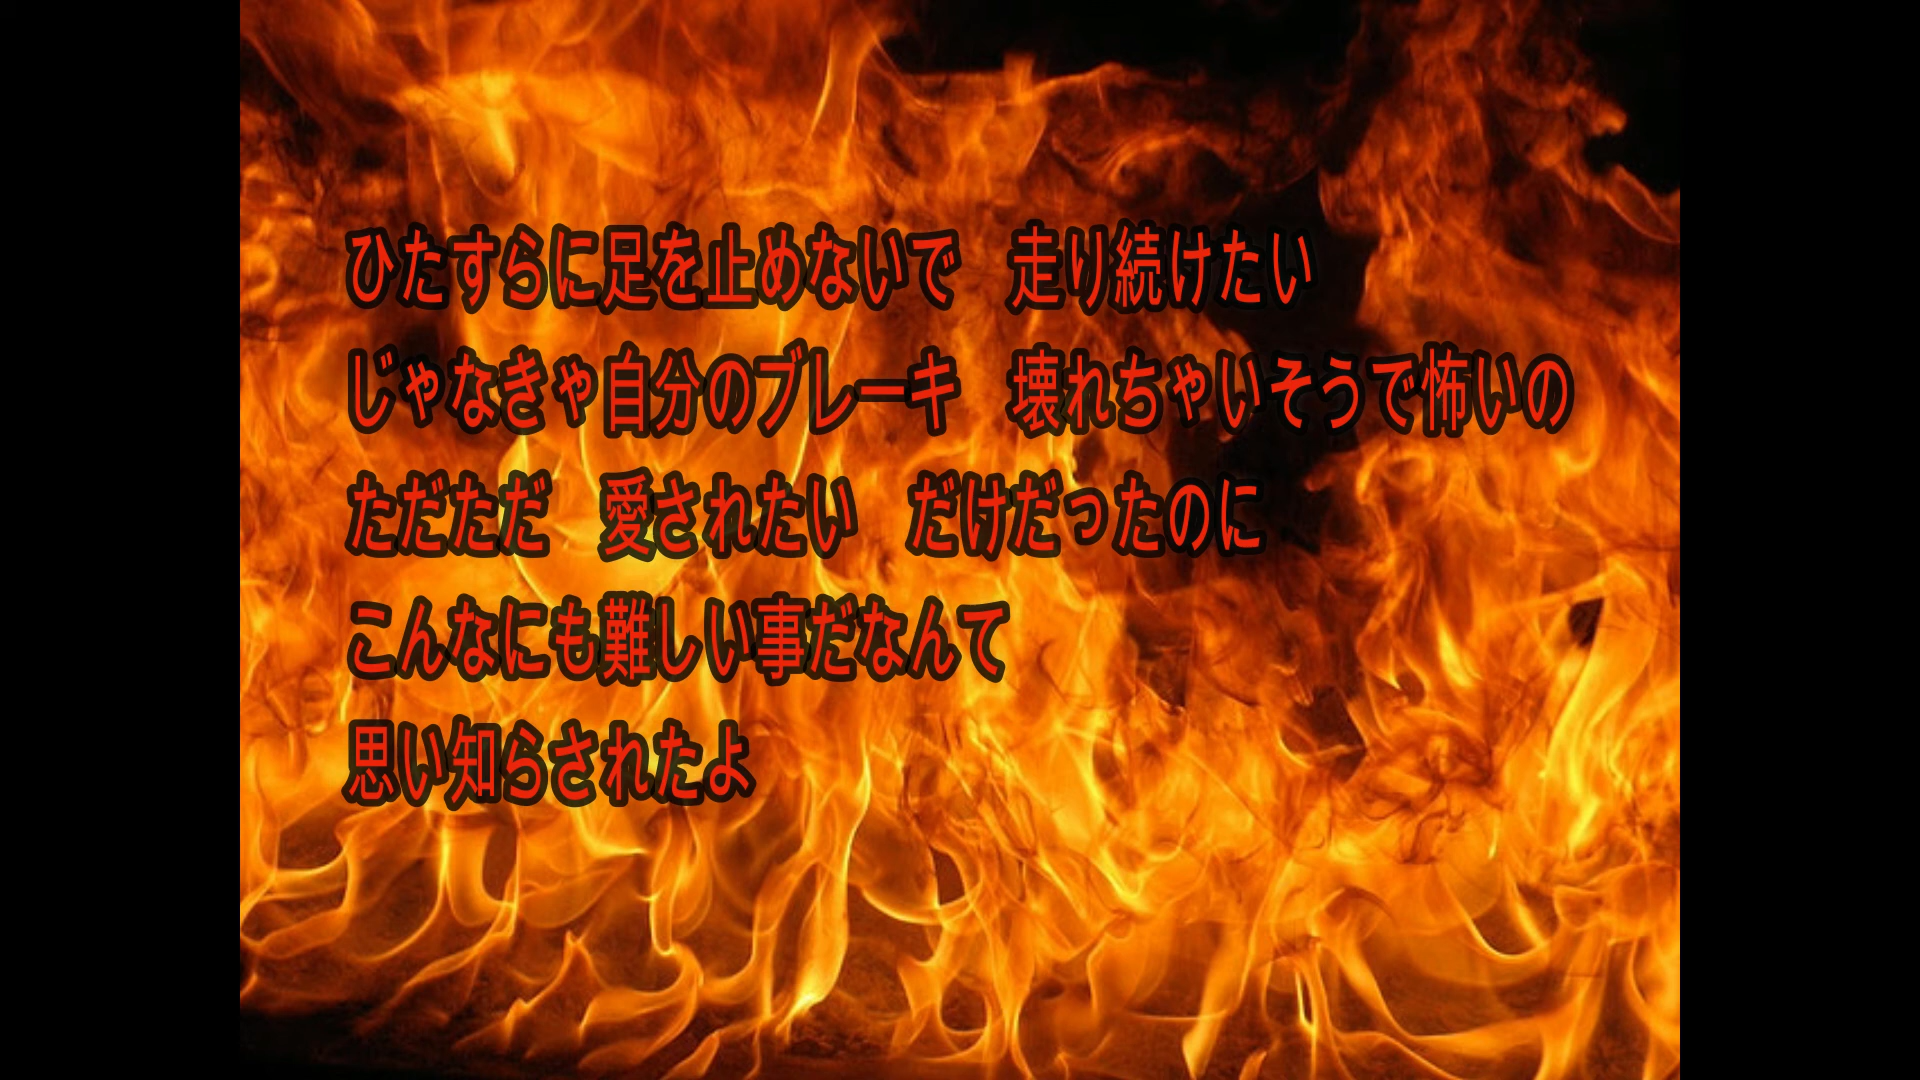 ひたすらに足を止めないで　走り続けたい
じゃなきゃ自分のブレーキ　壊れちゃいそうで怖いの
ただただ　愛されたい　だけだったのに
こんなにも難しい事だなんて
思い知らされたよ